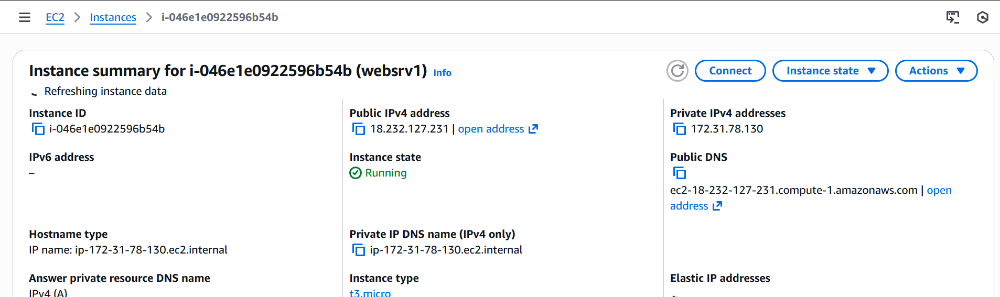 EC2 > Instances > i-046e1e0922596b54b
Instance summary for i-046e1e0922596b54b (websrv1) Info
Connect
Instance state
Actions
Refreshing instance data
Instance ID
i-046e1e0922596b54b
Public IPv4 address
18.232.127.231 | open address
Private IPv4 addresses
172.31.78.130
IPv6 address
–
Instance state
Running
Public DNS
ec2-18-232-127-231.compute-1.amazonaws.com | open
address
Hostname type
IP name: ip-172-31-78-130.ec2.internal
Private IP DNS name (IPv4 only)
ip-172-31-78-130.ec2.internal
Answer private resource DNS name
IPv4 (A)
Instance type
t3.micro
Elastic IP addresses